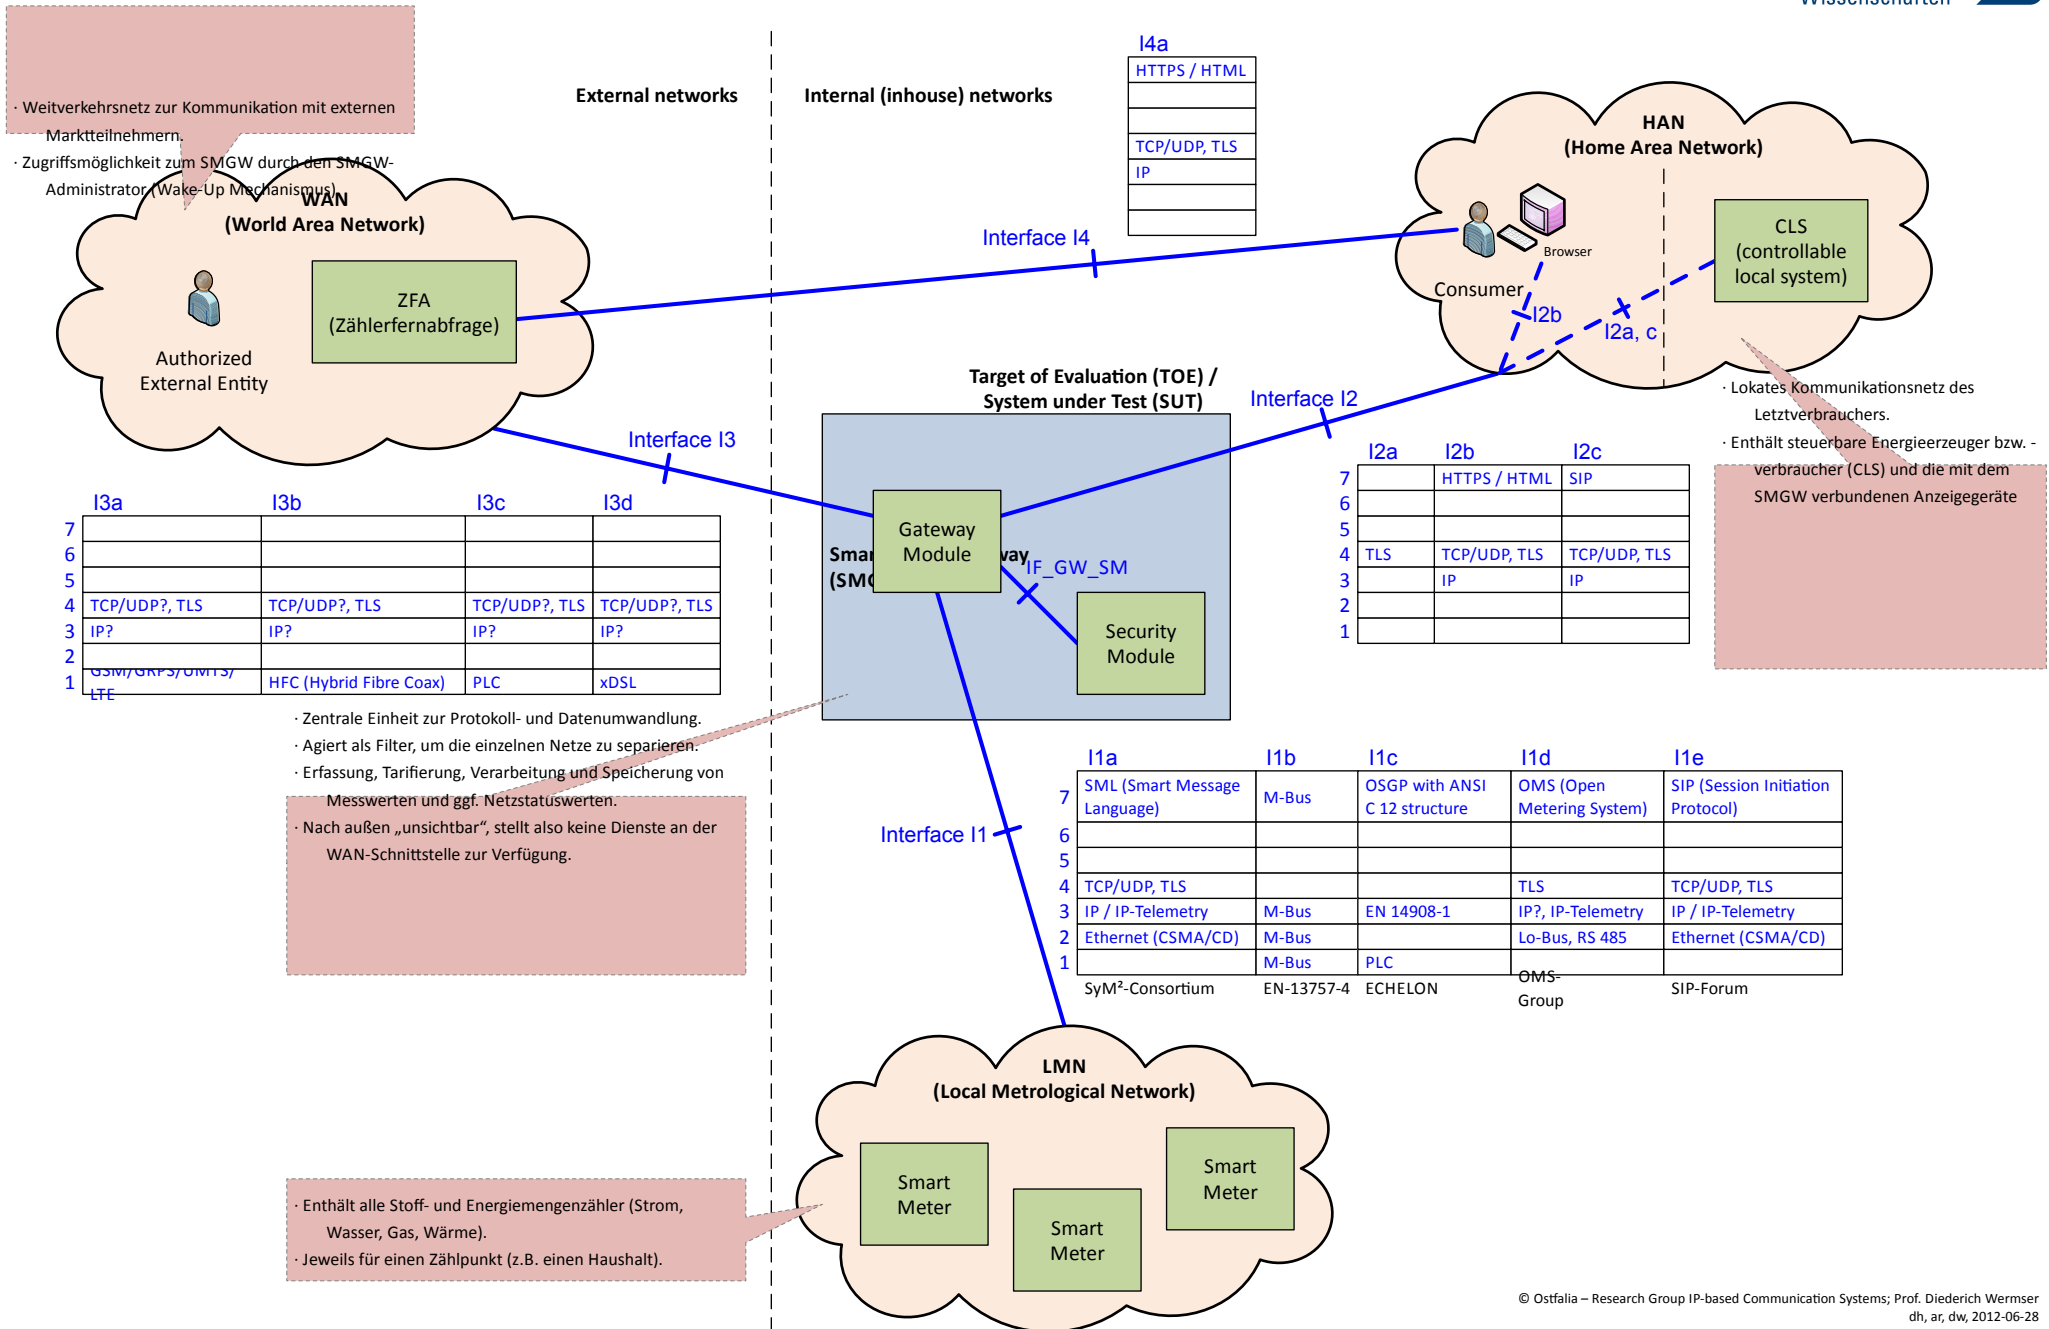 Wissenschaften
· Weitverkehrsnetz zur Kommunikation mit externen
Marktteilnehmern.
· Zugriffsmöglichkeit zum SMGW durch den SMGW-
Administrator (Wake-Up Mechanismus)
External networks
Internal (inhouse) networks
I4a
HTTPS / HTML
TCP/UDP, TLS
IP
WAN
(World Area Network)
Authorized
External Entity
ZFA
(Zählerfernabfrage)
Interface I4
HAN
(Home Area Network)
Browser
Consumer
I2b
I2a, c
CLS
(controllable
local system)
· Lokates Kommunikationsnetz des
Letztverbrauchers.
· Enthält steuerbare Energieerzeuger bzw. -
verbraucher (CLS) und die mit dem
SMGW verbundenen Anzeigegeräte
Target of Evaluation (TOE) /
System under Test (SUT)
Interface I2
Interface I3
I2a I2b I2c
7 HTTPS / HTML SIP
6
5
4 TLS TCP/UDP, TLS TCP/UDP, TLS
3 IP IP
2
1
I3a I3b I3c I3d
7
6
5
4 TCP/UDP?, TLS TCP/UDP?, TLS TCP/UDP?, TLS TCP/UDP?, TLS
3 IP? IP? IP? IP?
2
GSM/GRPS/UMTS/
1 LTE HFC (Hybrid Fibre Coax) PLC xDSL
Gateway
Module
IF_GW_SM
Security
Module
· Zentrale Einheit zur Protokoll- und Datenumwandlung.
· Agiert als Filter, um die einzelnen Netze zu separieren.
· Erfassung, Tarifierung, Verarbeitung und Speicherung von
Messwerten und ggf. Netzstatuswerten.
· Nach außen „unsichtbar“, stellt also keine Dienste an der
WAN-Schnittstelle zur Verfügung.
Interface I1
I1a I1b I1c I1d I1e
7 SML (Smart Message Language) M-Bus OSGP with ANSI C 12 structure OMS (Open Metering System) SIP (Session Initiation Protocol)
6
5
4 TCP/UDP, TLS TLS TCP/UDP, TLS
3 IP / IP-Telemetry M-Bus EN 14908-1 IP?, IP-Telemetry IP / IP-Telemetry
2 Ethernet (CSMA/CD) M-Bus Lo-Bus, RS 485 Ethernet (CSMA/CD)
1 M-Bus PLC
SyM²-Consortium EN-13757-4 ECHELON OMS-Group SIP-Forum
LMN
(Local Metrological Network)
Smart
Meter
Smart
Meter
Smart
Meter
· Enthält alle Stoff- und Energiemengenzähler (Strom,
Wasser, Gas, Wärme).
· Jeweils für einen Zählpunkt (z.B. einen Haushalt).
© Ostfalia – Research Group IP-based Communication Systems; Prof. Diederich Wermser
dh, ar, dw, 2012-06-28